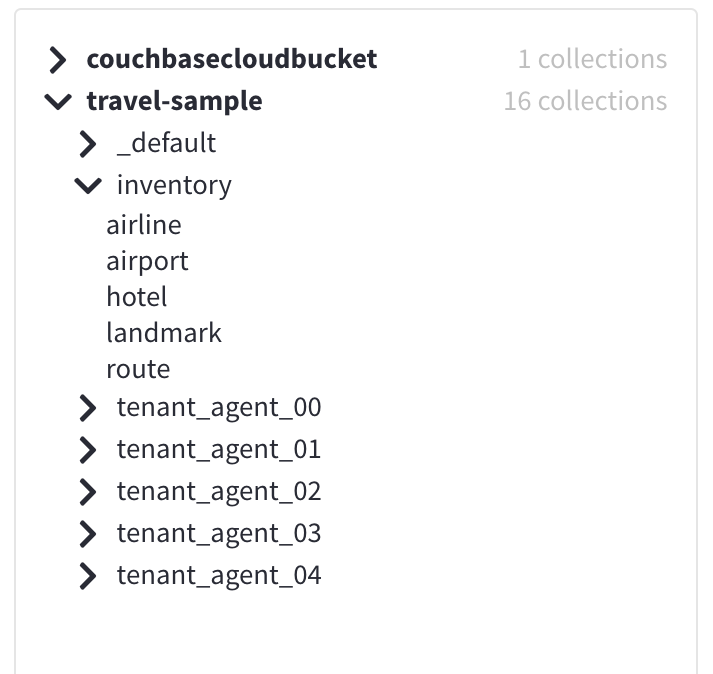 couchbasecloudbucket 1 collections
travel-sample 16 collections
_default
inventory
airline
airport
hotel
landmark
route
tenant_agent_00
tenant_agent_01
tenant_agent_02
tenant_agent_03
tenant_agent_04